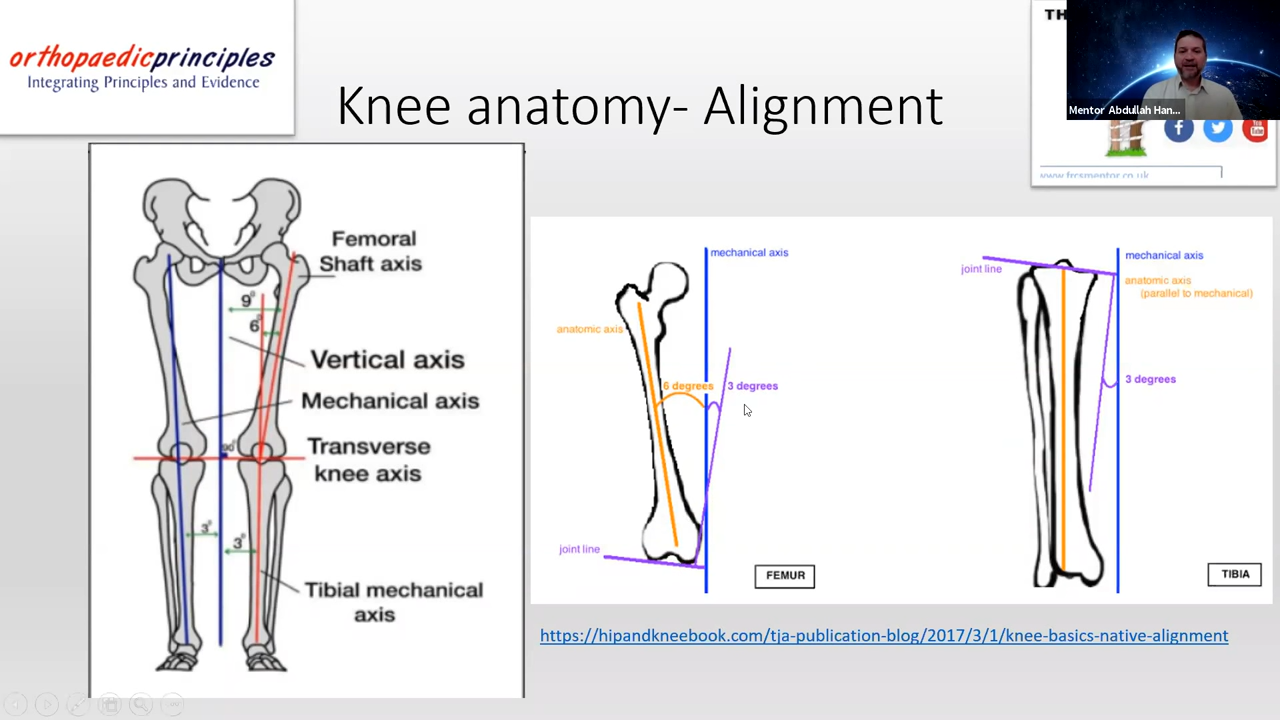 orthopaedicprinciples
Integrating Principles and Evidence
Knee anatomy- Alignment
TH
Mentor Abdullah Han...
www.frcsmentor.co.uk
Femoral
Shaft axis
9°
6°
Vertical axis
Mechanical axis
90°
Transverse
knee axis
3°
3°
Tibial mechanical
axis
mechanical axis
anatomic axis
6 degrees
3 degrees
joint line
FEMUR
joint line
mechanical axis
anatomic axis
(parallel to mechanical)
3 degrees
TIBIA
https://hipandkneebook.com/tja-publication-blog/2017/3/1/knee-basics-native-alignment